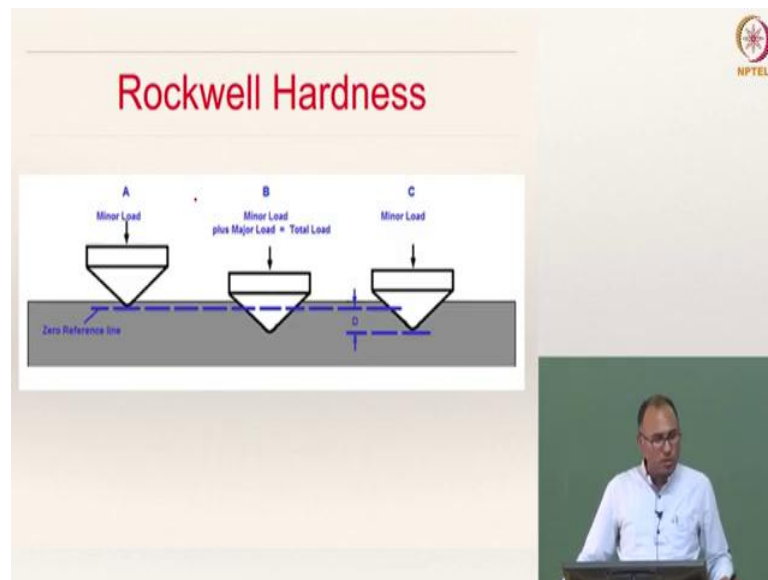 NPTEL
Rockwell Hardness
A
Minor Load
B
Minor Load
plus Major Load = Total Load
C
Minor Load
Zero Reference line
D